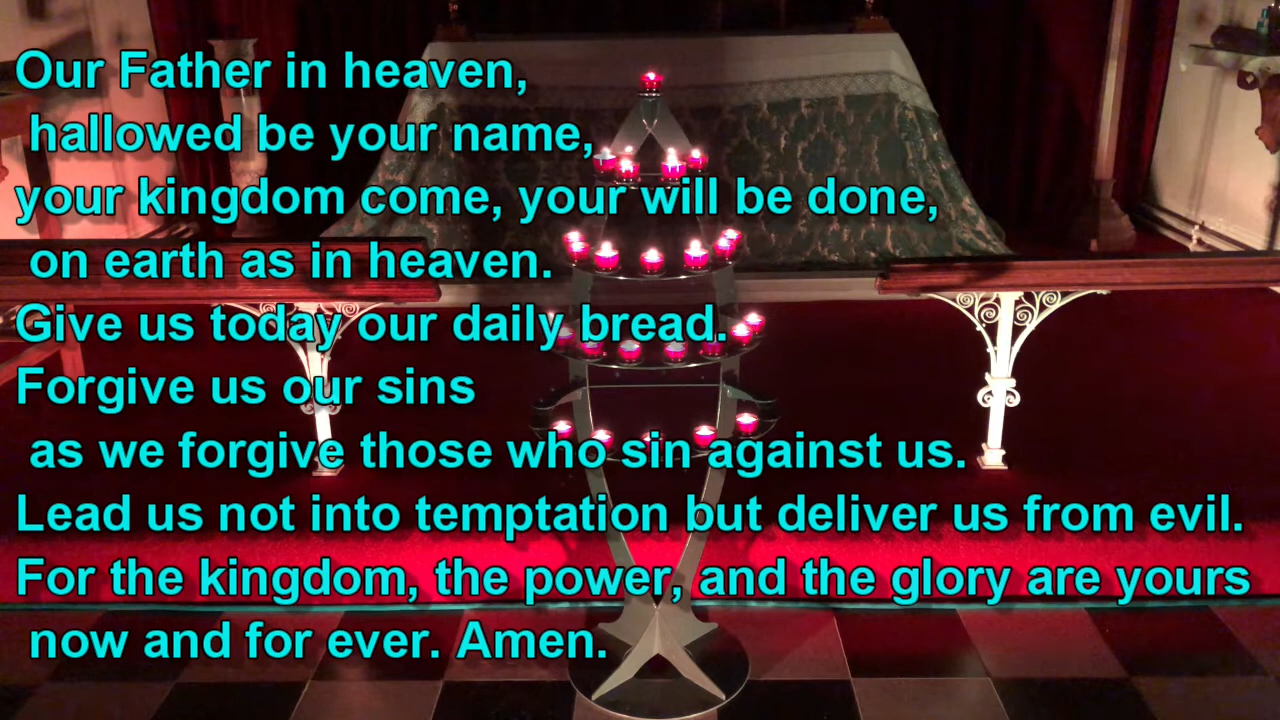 Our Father in heaven,
hallowed be your name,
your kingdom come, your will be done,
on earth as in heaven.
Give us today our daily bread.
Forgive us our sins
as we forgive those who sin against us.
Lead us not into temptation but deliver us from evil.
For the kingdom, the power, and the glory are yours
now and for ever. Amen.